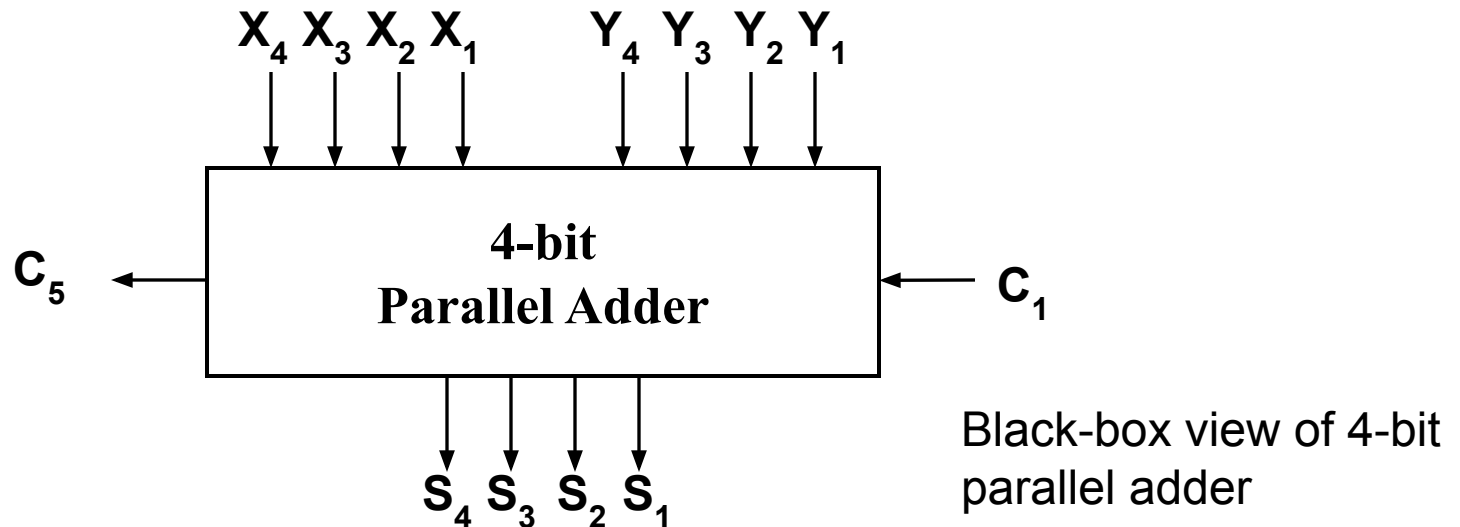 X₄ X₃ X₂ X₁ Y₄ Y₃ Y₂ Y₁
4-bit
Parallel Adder
C₅
C₁
S₄ S₃ S₂ S₁
Black-box view of 4-bit
parallel adder